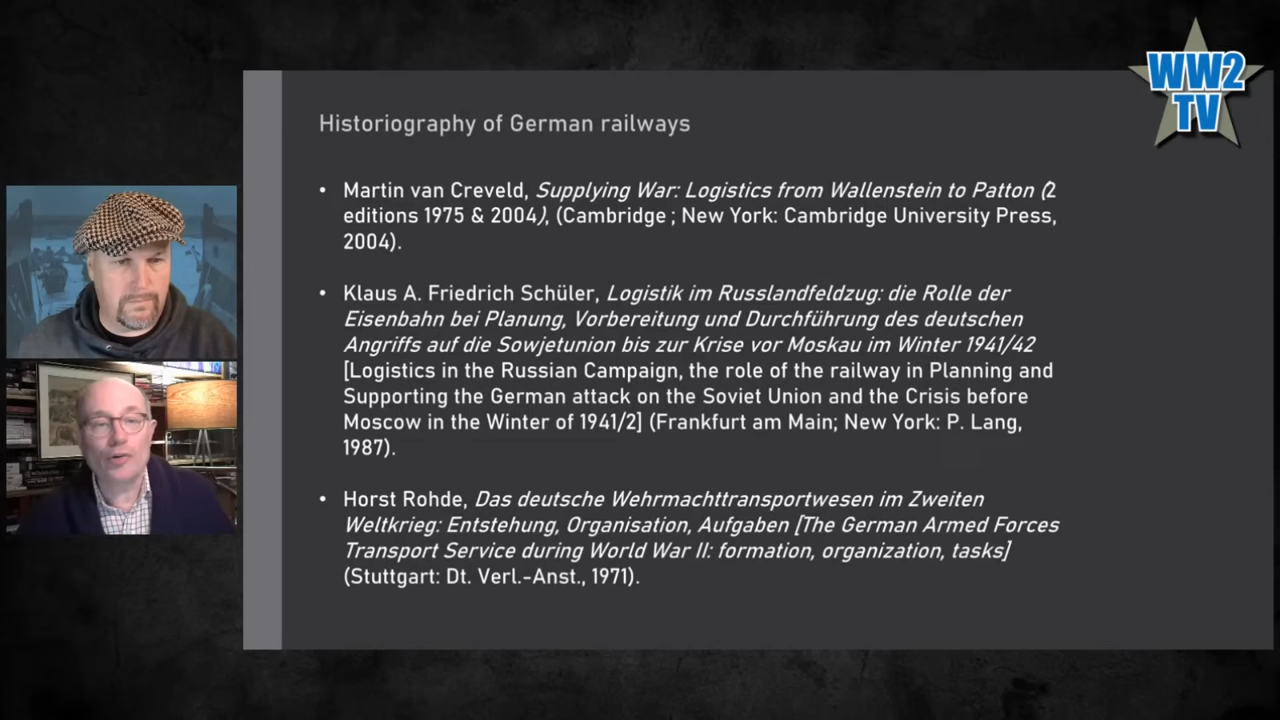 WW2
TV
Historiography of German railways
• Martin van Creveld, Supplying War: Logistics from Wallenstein to Patton (2
editions 1975 & 2004), (Cambridge ; New York: Cambridge University Press,
2004).
• Klaus A. Friedrich Schüler, Logistik im Russlandfeldzug: die Rolle der
Eisenbahn bei Planung, Vorbereitung und Durchführung des deutschen
Angriffs auf die Sowjetunion bis zur Krise vor Moskau im Winter 1941/42
[Logistics in the Russian Campaign, the role of the railway in Planning and
Supporting the German attack on the Soviet Union and the Crisis before
Moscow in the Winter of 1941/2] (Frankfurt am Main; New York: P. Lang,
1987).
• Horst Rohde, Das deutsche Wehrmachttransportwesen im Zweiten
Weltkrieg: Entstehung, Organisation, Aufgaben [The German Armed Forces
Transport Service during World War II: formation, organization, tasks]
(Stuttgart: Dt. Verl.-Anst., 1971).